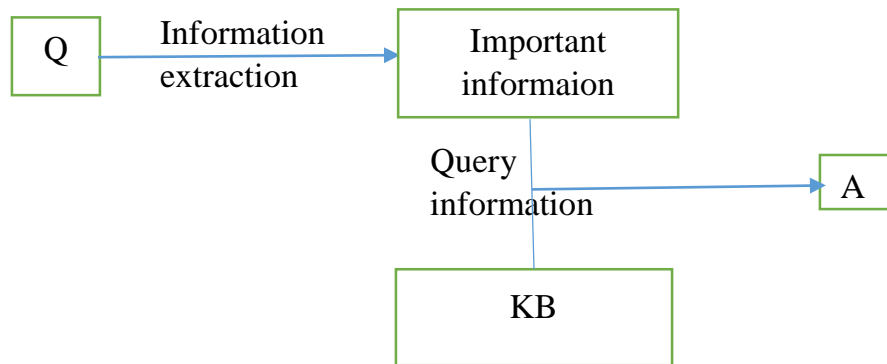 Q
Information
extraction
Important
informaion
Query
information
A
KB